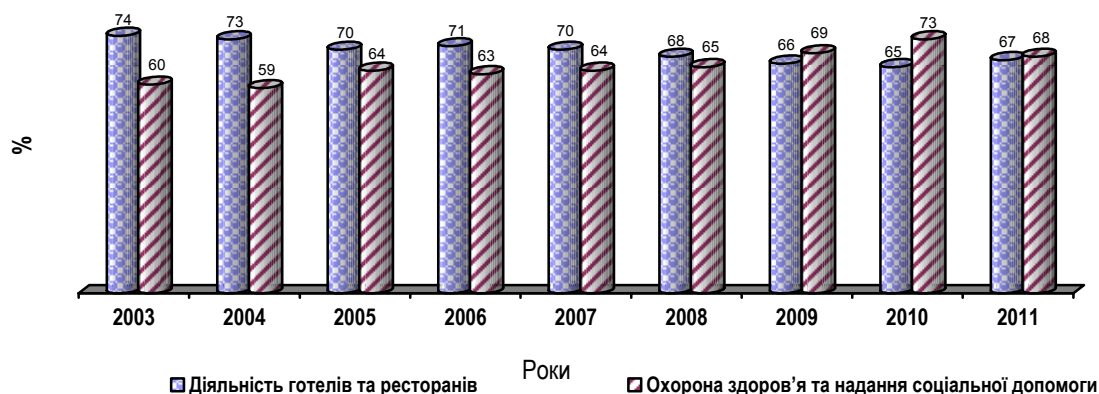 74 73 70 71 70 68 66 65 67
60 59 64 63 64 65 69 73 68
%
2003 2004 2005 2006 2007 2008 2009 2010 2011
Роки
Діяльність готелів та ресторанів Охорона здоров’я та надання соціальної допомоги